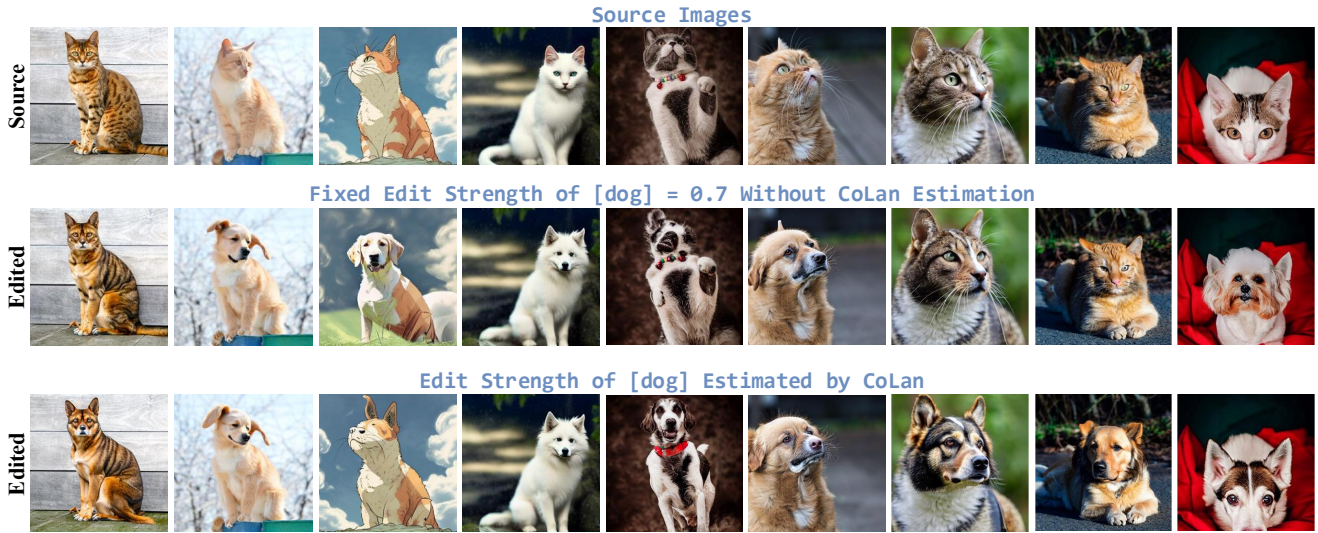 Source Images
Source
Fixed Edit Strength of [dog] = 0.7 Without CoLan Estimation
Edited
Edit Strength of [dog] Estimated by CoLan
Edited